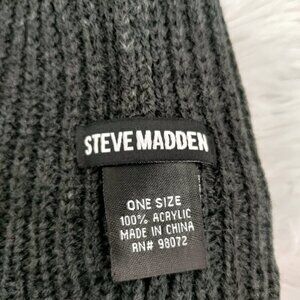 STEVE MADDEN
ONE SIZE
100% ACRYLIC
MADE IN CHINA
RN# 98072